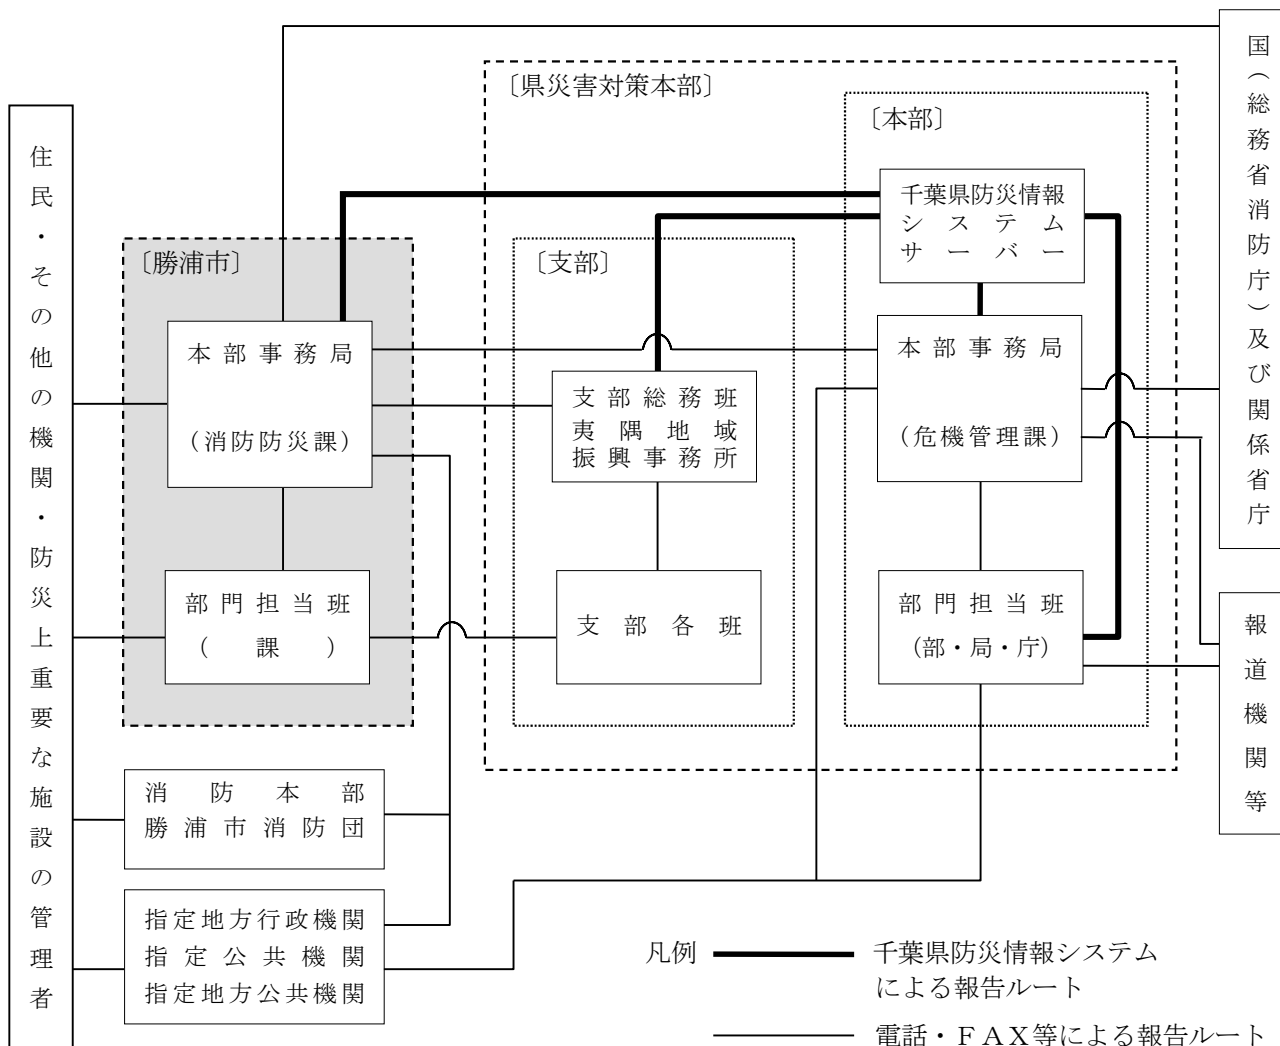 国（総務省消防庁）及び関係省庁
〔県災害対策本部〕
〔本部〕
住民・その他の機関・防災上重要な施設の管理者
千葉県防災情報
システム
サーバー
〔勝浦市〕
〔支部〕
本部事務局
（消防防災課）
支部総務班
夷隅地域
振興事務所
本部事務局
（危機管理課）
部門担当班
（課）
支部各班
部門担当班
（部・局・庁）
報道機関等
消防本部
勝浦市消防団
指定地方行政機関
指定公共機関
指定地方公共機関
凡例
千葉県防災情報システム
による報告ルート
電話・ＦＡＸ等による報告ルート